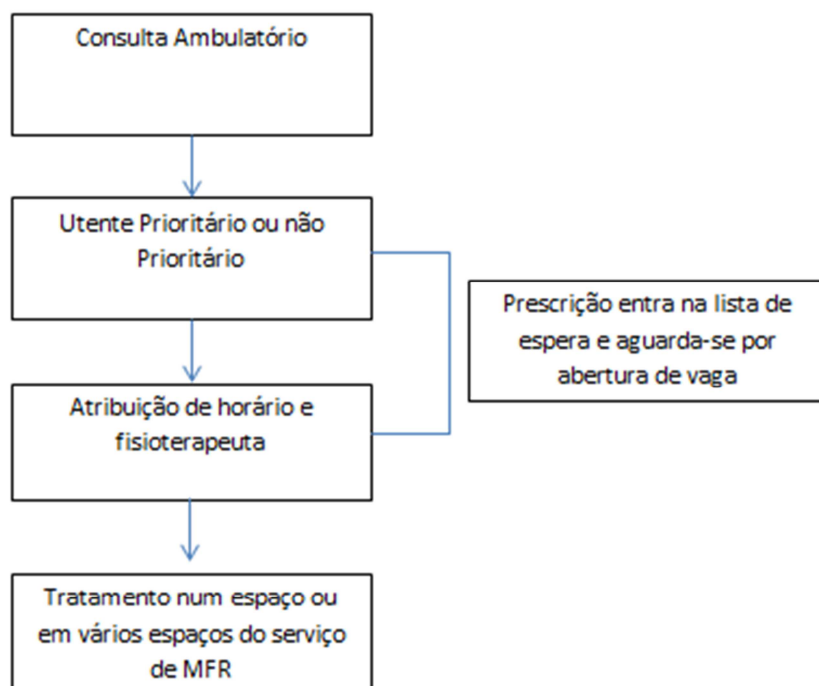 Consulta Ambulatório
Utente Prioritário ou não
Prioritário
Prescrição entra na lista de
espera e aguarda-se por
abertura de vaga
Atribuição de horário e
fisioterapeuta
Tratamento num espaço ou
em vários espaços do serviço
de MFR